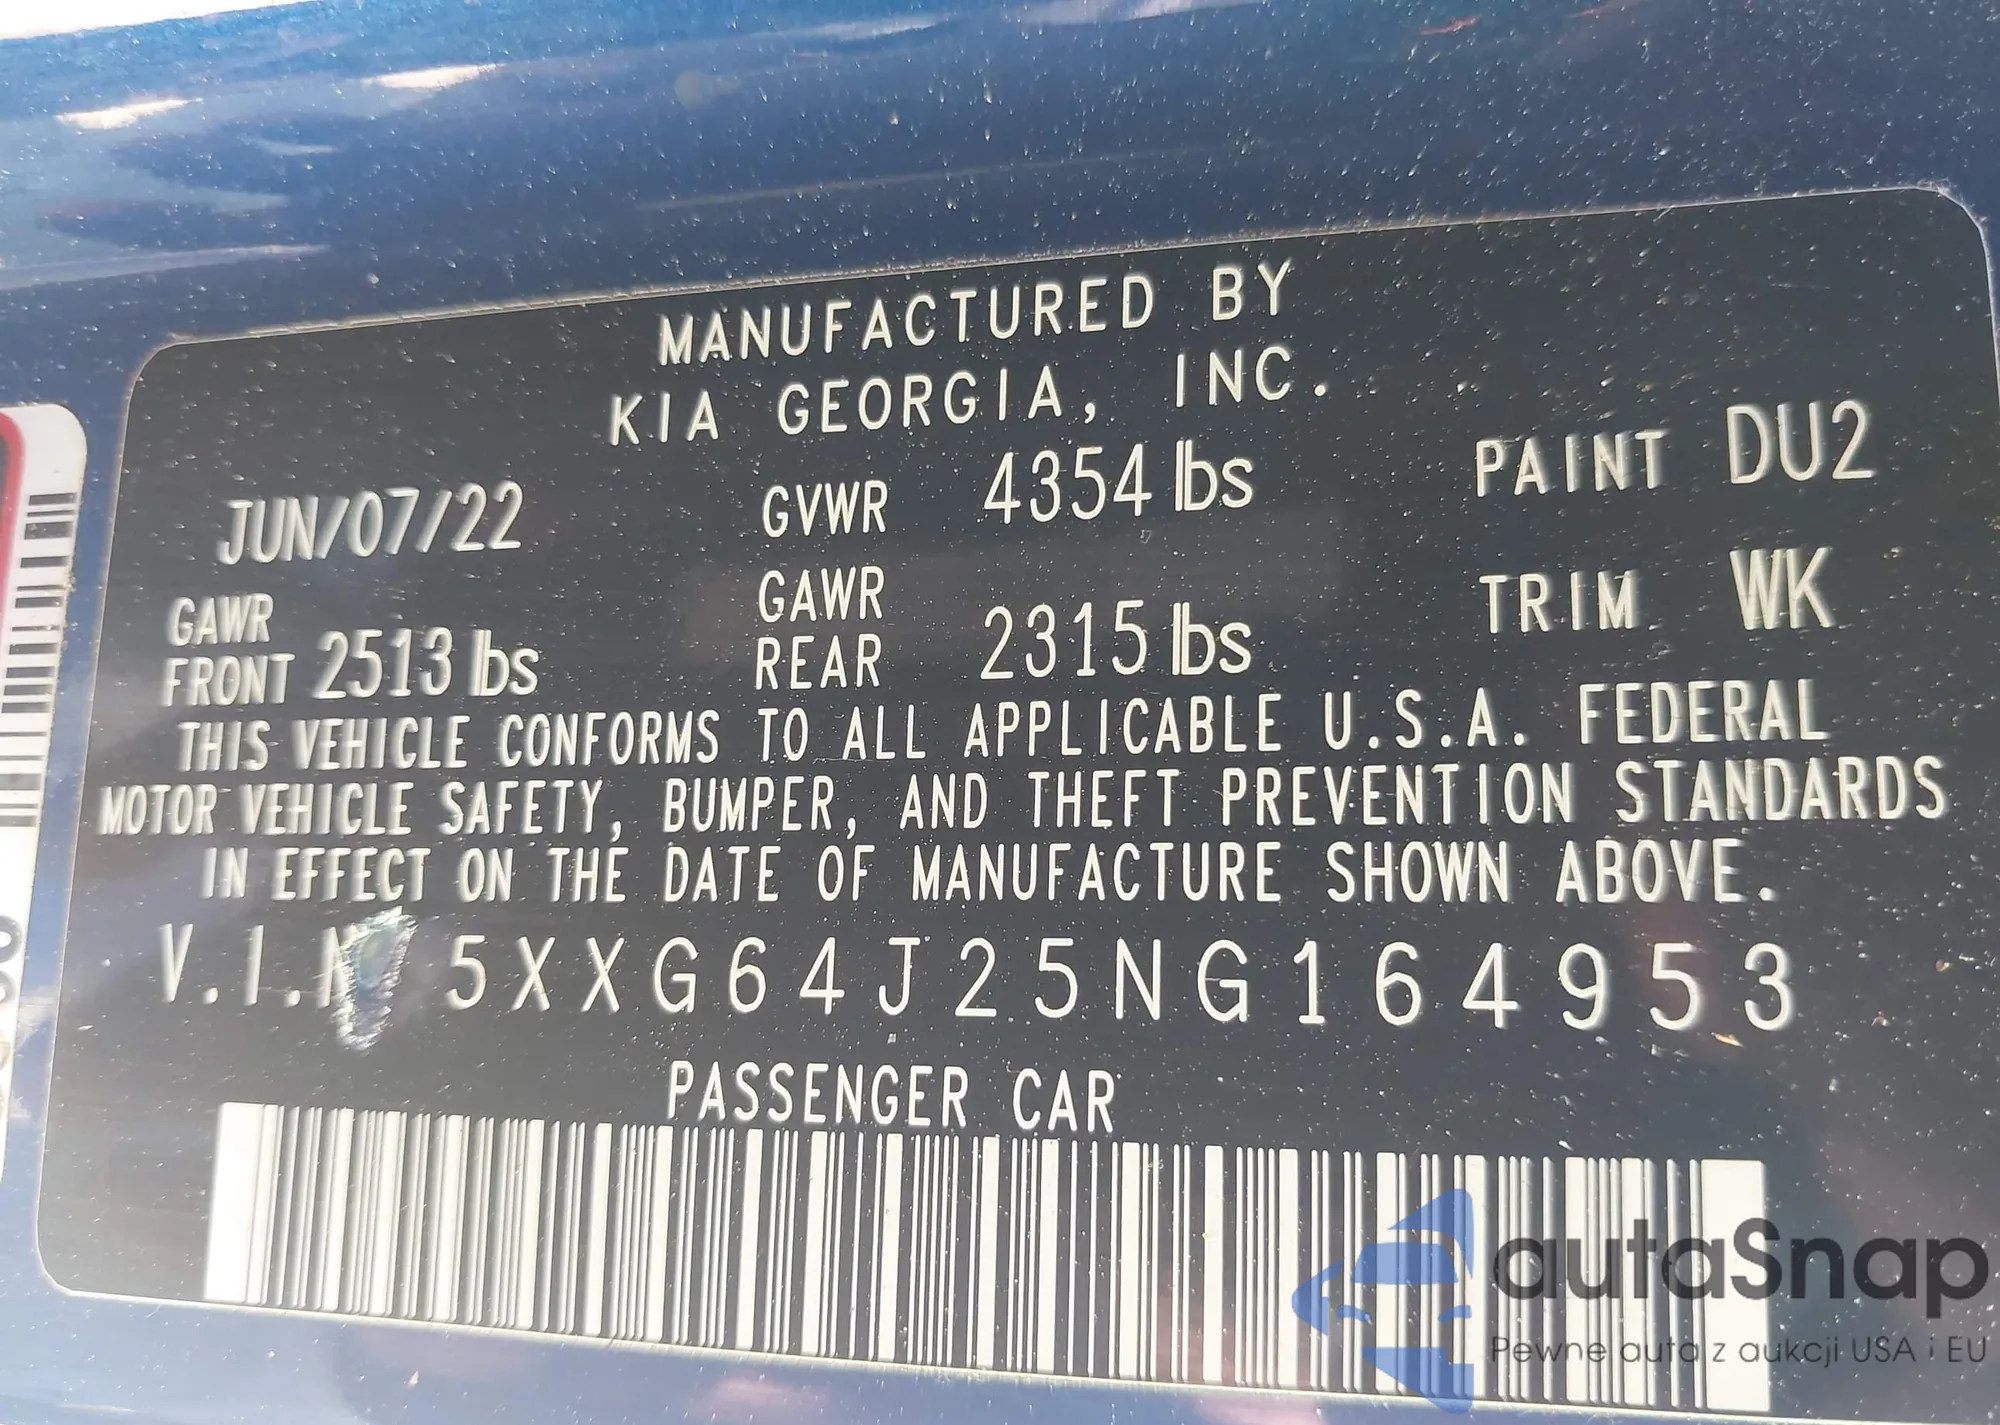 MANUFACTURED BY
KIA GEORGIA, INC.
JUN/07/22 GVWR 4354 lbs PAINT DU2
GAWR FRONT 2513 lbs GAWR REAR 2315 lbs TRIM WK
THIS VEHICLE CONFORMS TO ALL APPLICABLE U.S.A. FEDERAL
MOTOR VEHICLE SAFETY, BUMPER, AND THEFT PREVENTION STANDARDS
IN EFFECT ON THE DATE OF MANUFACTURE SHOWN ABOVE.
V.I.N 5XXG64J25NG164953
PASSENGER CAR
autaSnap
Pewne auta z aukcji USA i EU